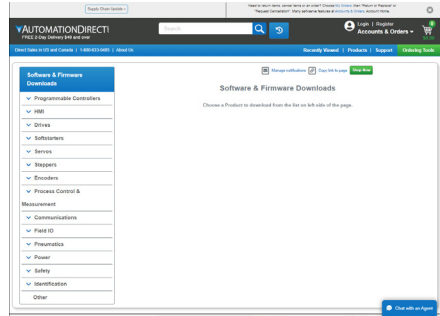 Supply Chain Update -
Need to return items, cancel items or an order? Choose My Orders, then "Return or Replace" or
"Request Cancellation". Many self-service features at Accounts & Orders, Account Home.
AUTOMATIONDIRECT
FREE 2-Day Delivery $49 and over
Search
Login | Register
Accounts & Orders
0
$0.00
Direct Sales in US and Canada | 1-800-633-0405 | About Us
Recently Viewed | Products | Support
Ordering Tools
Software & Firmware
Downloads
Programmable Controllers
HMI
Drives
Softstarters
Servos
Steppers
Encoders
Process Control &
Measurement
Communications
Field IO
Pneumatics
Power
Safety
Identification
Other
Manage notifications
Copy link to page
Shop Now
Software & Firmware Downloads
Choose a Product to download from the list on left side of the page.
Chat with an Agent